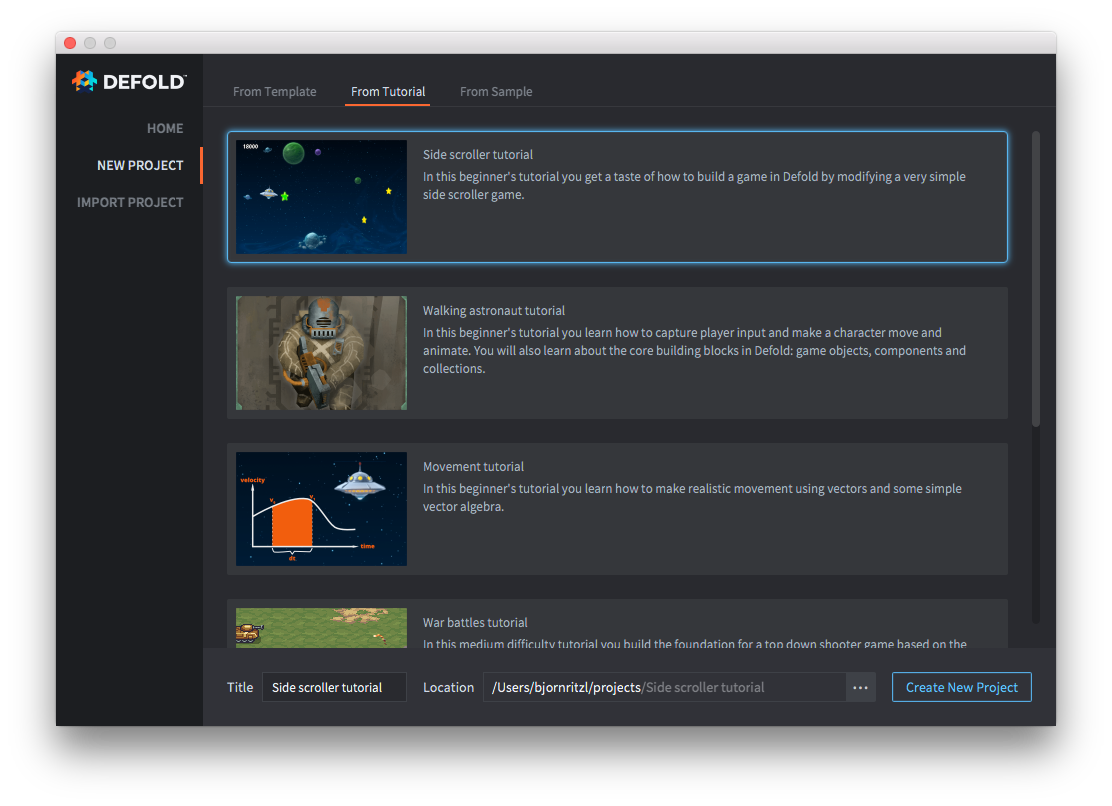 DEFOLD™
HOME
NEW PROJECT
IMPORT PROJECT
From Template
From Tutorial
From Sample
18000
Side scroller tutorial
In this beginner's tutorial you get a taste of how to build a game in Defold by modifying a very simple
side scroller game.
Walking astronaut tutorial
In this beginner's tutorial you learn how to capture player input and make a character move and
animate. You will also learn about the core building blocks in Defold: game objects, components and
collections.
velocity
time
dt
Movement tutorial
In this beginner's tutorial you learn how to make realistic movement using vectors and some simple
vector algebra.
War battles tutorial
In this medium difficulty tutorial you build the foundation for a top down shooter game based on the
Title
Side scroller tutorial
Location
/Users/bjornritzl/projects/Side scroller tutorial
...
Create New Project